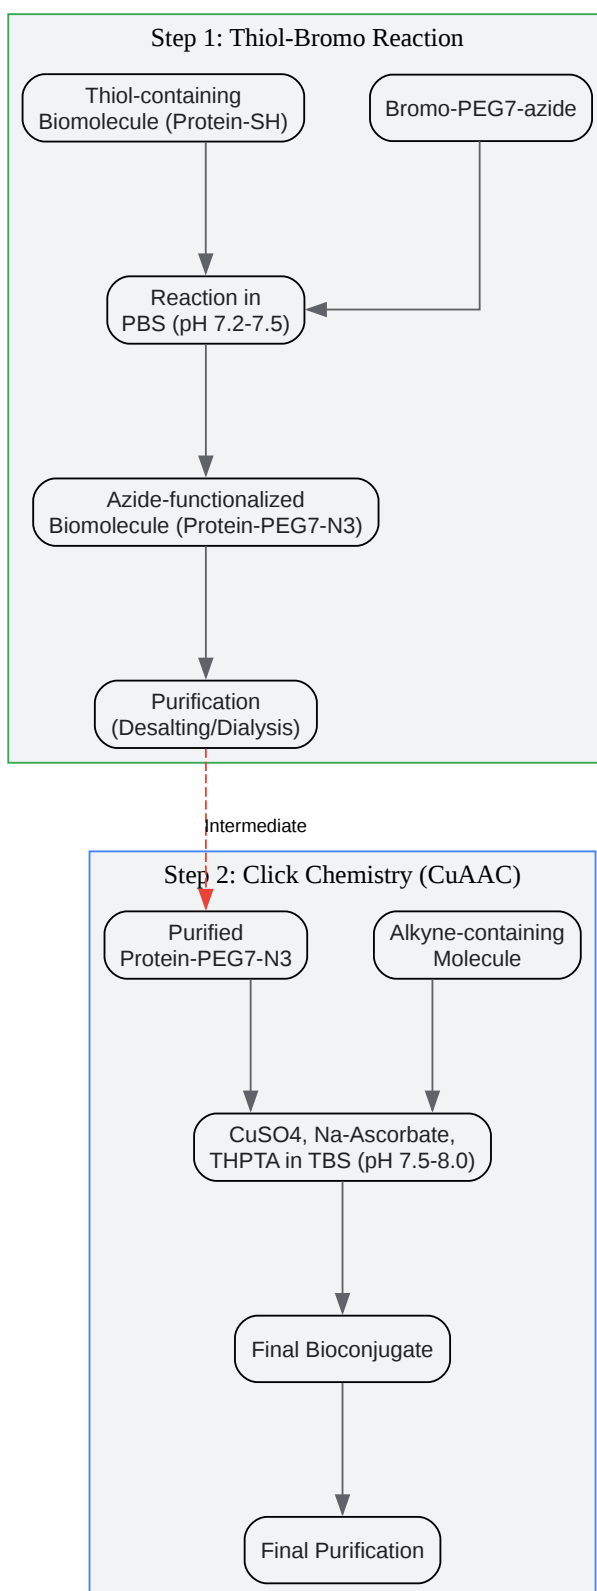 Step 1: Thiol-Bromo Reaction
Thiol-containing
Biomolecule (Protein-SH)
Bromo-PEG7-azide
Reaction in
PBS (pH 7.2-7.5)
Azide-functionalized
Biomolecule (Protein-PEG7-N3)
Purification
(Desalting/Dialysis)
Intermediate
Step 2: Click Chemistry (CuAAC)
Purified
Protein-PEG7-N3
Alkyne-containing
Molecule
CuSO4, Na-Ascorbate,
THPTA in TBS (pH 7.5-8.0)
Final Bioconjugate
Final Purification